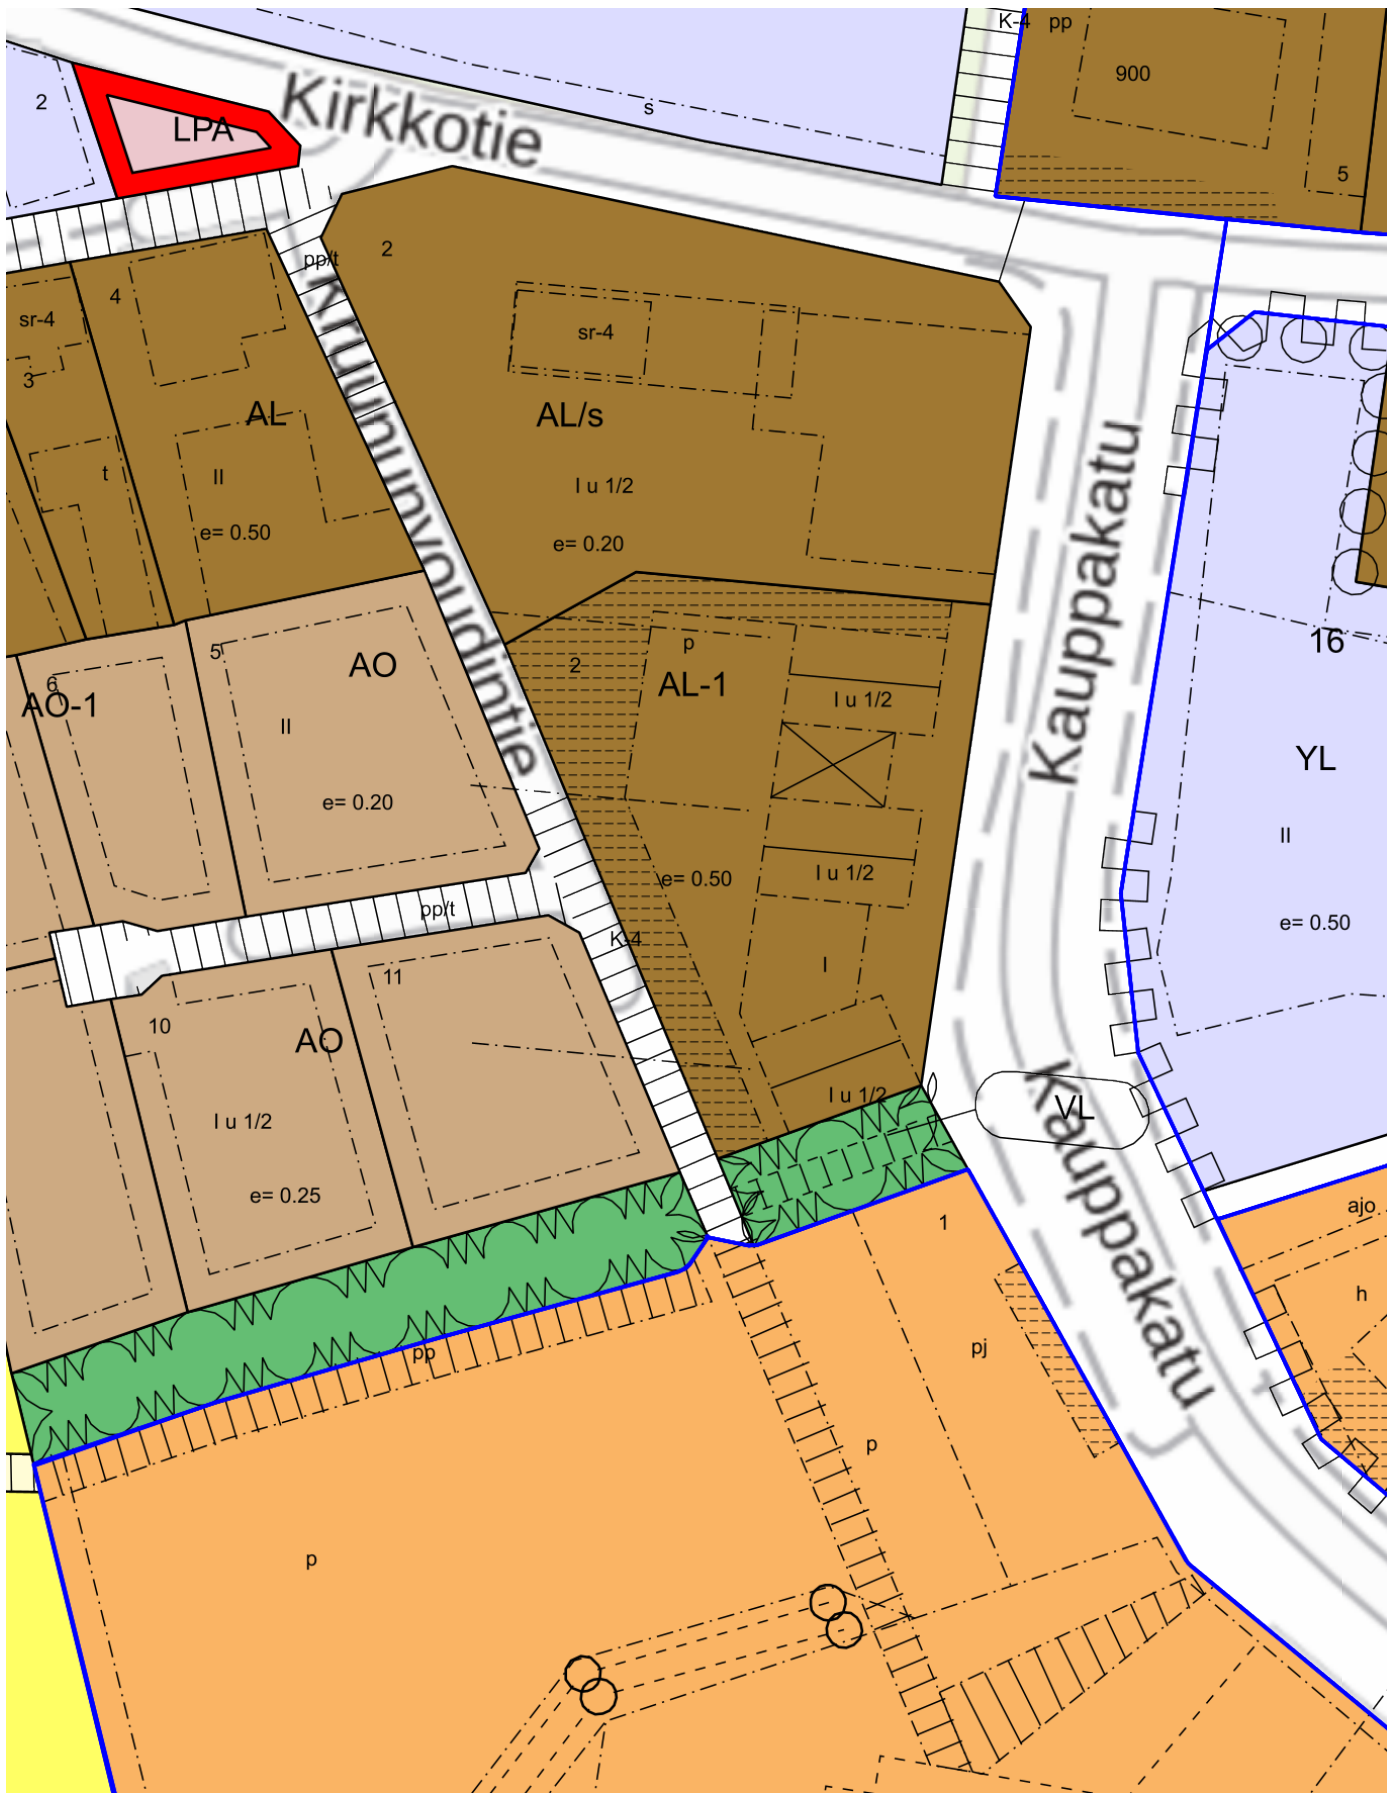 K-4 pp
900
2
LPA
Kirkkotie
s
5
pp/t
2
4
sr-4
3
sr-4
AL
AL/s
t
II
I u 1/2
e= 0.50
e= 0.20
Kruununvoudintie
Kauppakatu
16
5
AO
6
AO-1
p
2
AL-1
I u 1/2
II
YL
e= 0.20
II
e= 0.50
I u 1/2
e= 0.50
pp/t
K-4
11
I
10
AO
I u 1/2
I u 1/2
VL
e= 0.25
Kauppakatu
1
ajo
h
pp
pj
p
p